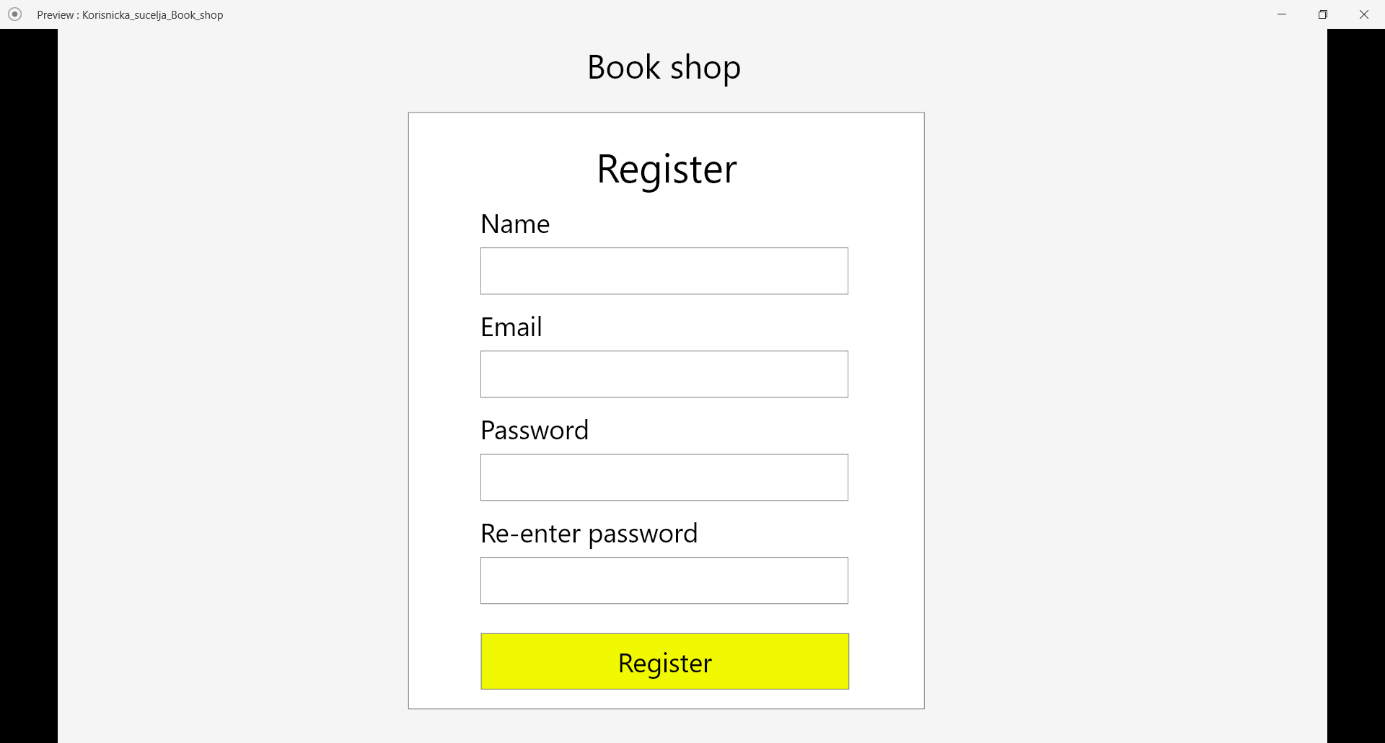 Preview : Korisnicka_sucelja_Book_shop
Book shop
Register
Name
Email
Password
Re-enter password
Register